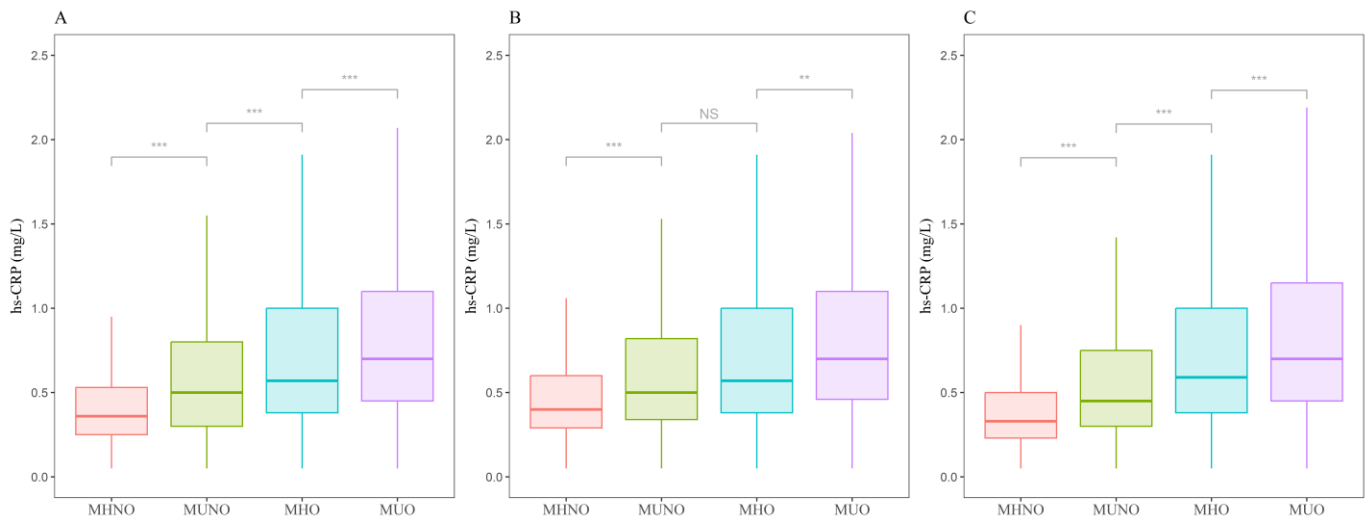 A
hs-CRP (mg/L)
2.5
2.0
1.5
1.0
0.5
0.0
***
***
***
MHNO MUNO MHO MUO
B
hs-CRP (mg/L)
2.5
2.0
1.5
1.0
0.5
0.0
***
NS
**
MHNO MUNO MHO MUO
C
hs-CRP (mg/L)
2.5
2.0
1.5
1.0
0.5
0.0
***
***
***
MHNO MUNO MHO MUO